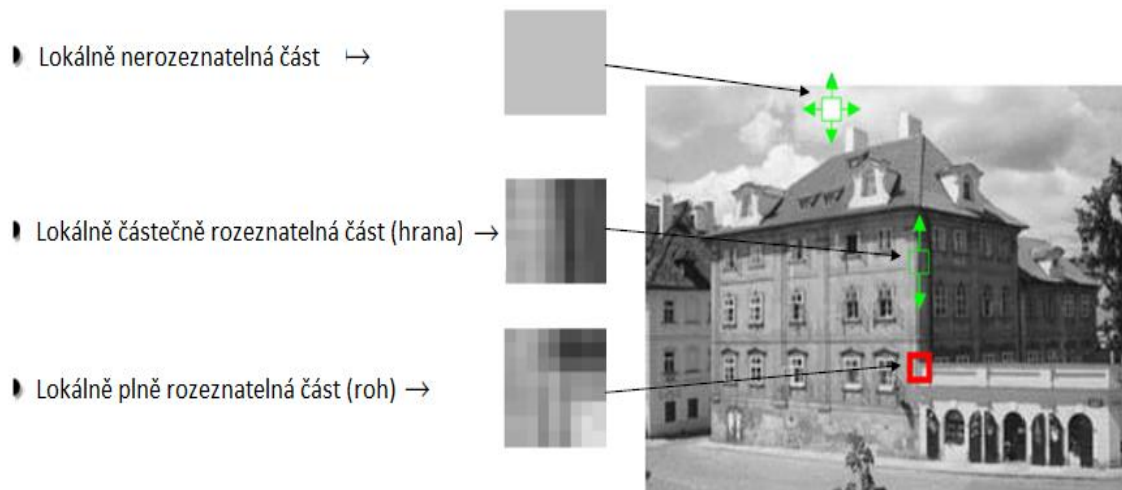 Lokálně nerozeznatelná část ↦
Lokálně částečně rozeznatelná část (hrana) →
Lokálně plně rozeznatelná část (roh) →